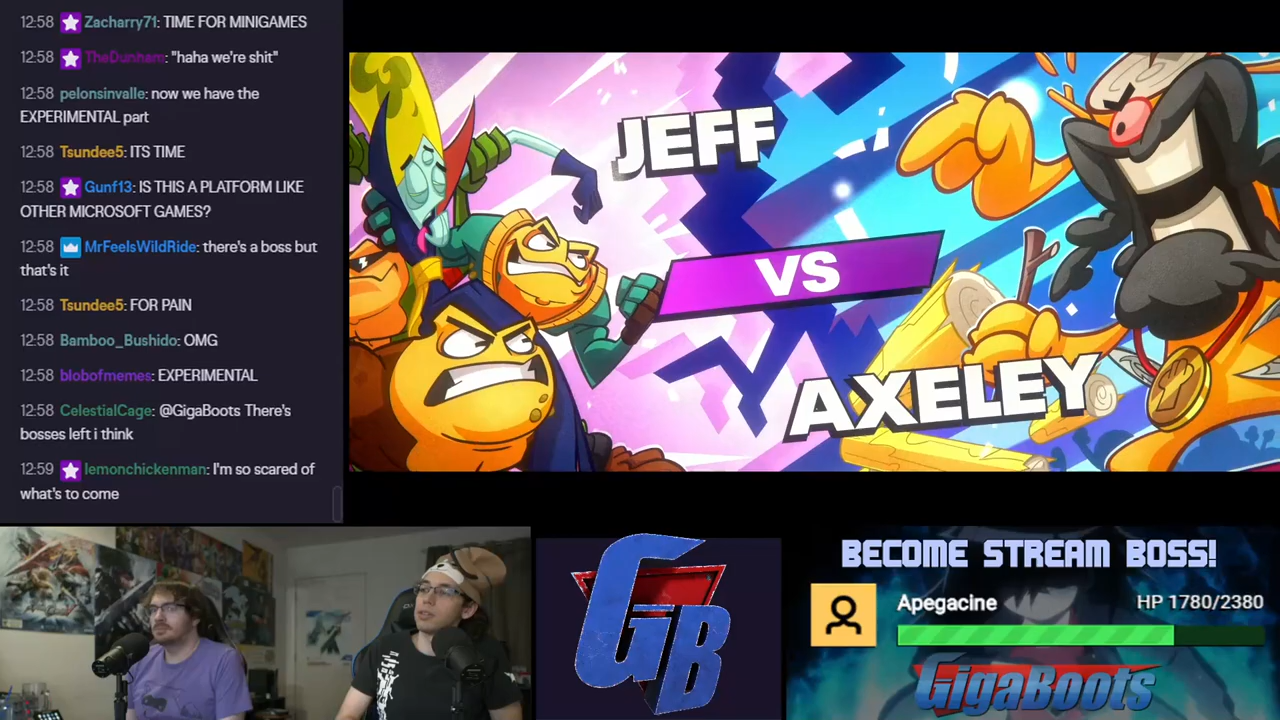 12:58 Zacharry71: TIME FOR MINIGAMES
12:58 TheDunham: "haha we're shit"
12:58 pelonsinvalle: now we have the
EXPERIMENTAL part
12:58 Tsundee5: ITS TIME
12:58 Gunf13: IS THIS A PLATFORM LIKE
OTHER MICROSOFT GAMES?
12:58 MrFeelsWildRide: there's a boss but
that's it
12:58 Tsundee5: FOR PAIN
12:58 Bamboo_Bushido: OMG
12:58 blobofmemes: EXPERIMENTAL
12:58 CelestialCage: @GigaBoots There's
bosses left i think
12:59 lemonchickenman: I'm so scared of
what's to come
JEFF
VS
AXELEY
GB
BECOME STREAM BOSS!
Apegacine HP 1780/2380
GIGABOOTS